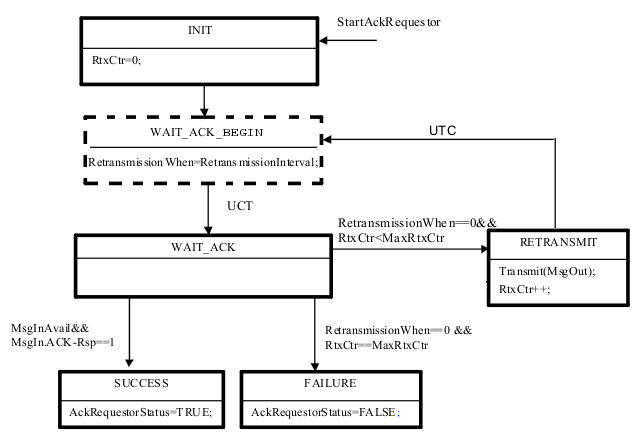 StartAckRequestor
INIT
RtxCtr=0;
WAIT_ACK_BEGIN
RetransmissionWhen=RetransmissionInterval;
UTC
UCT
RetransmissionWhen==0&&
RtxCtr<MaxRtxCtr
WAIT_ACK
RETRANSMIT
Transmit(MsgOut);
RtxCtr++;
MsgInAvail&&
MsgIn.ACK-Rsp==1
RetransmissionWhen==0 &&
RtxCtr==MaxRtxCtr
SUCCESS
AckRequestorStatus=TRUE;
FAILURE
AckRequestorStatus=FALSE;